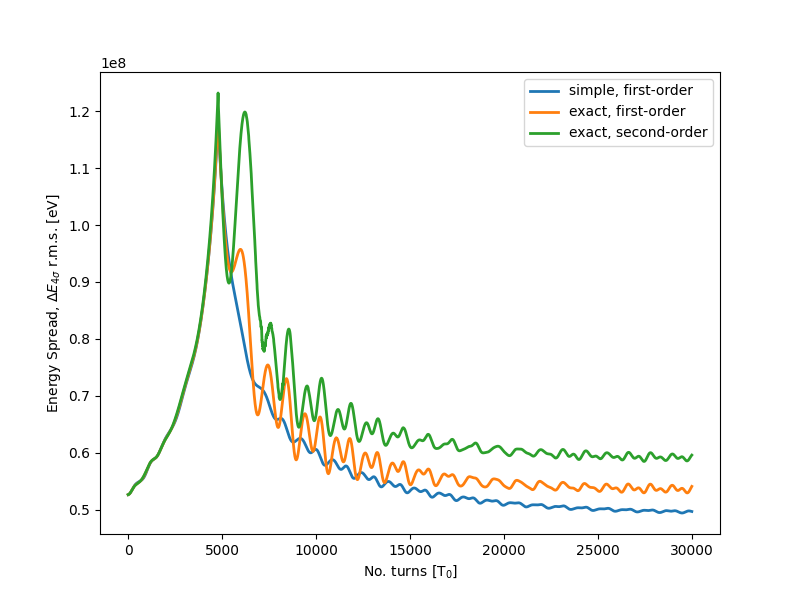 1e8
simple, first-order
exact, first-order
exact, second-order
1.2
1.1
1.0
0.9
0.8
0.7
0.6
0.5
Energy Spread, ΔE4σ r.m.s. [eV]
0 5000 10000 15000 20000 25000 30000
No. turns [T0]